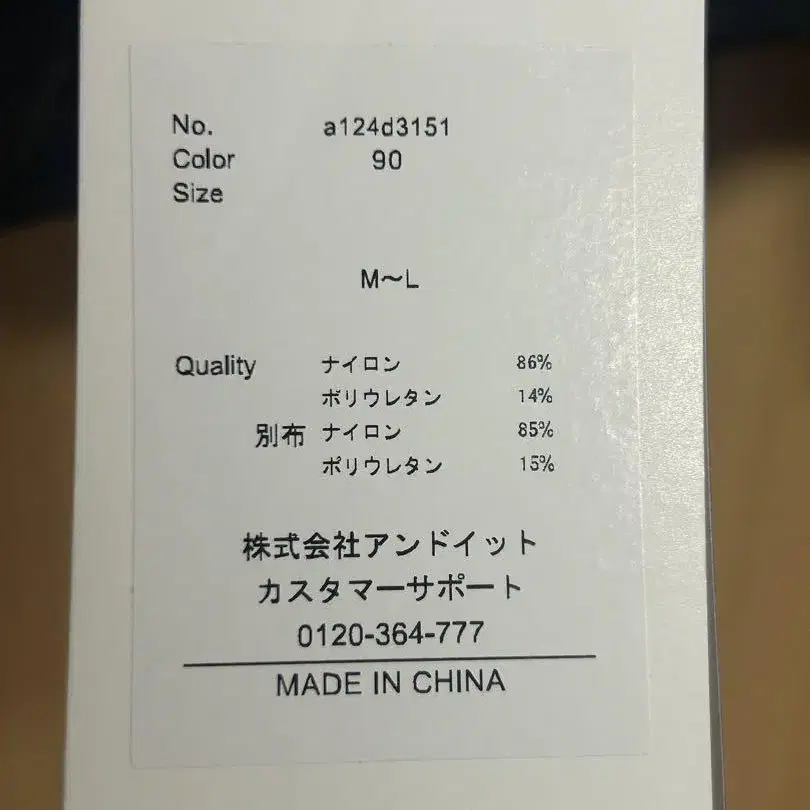 No. a124d3151
Color 90
Size
M～L
Quality ナイロン 86%
ポリウレタン 14%
別布 ナイロン 85%
ポリウレタン 15%
株式会社アンドイット
カスタマーサポート
0120-364-777
MADE IN CHINA